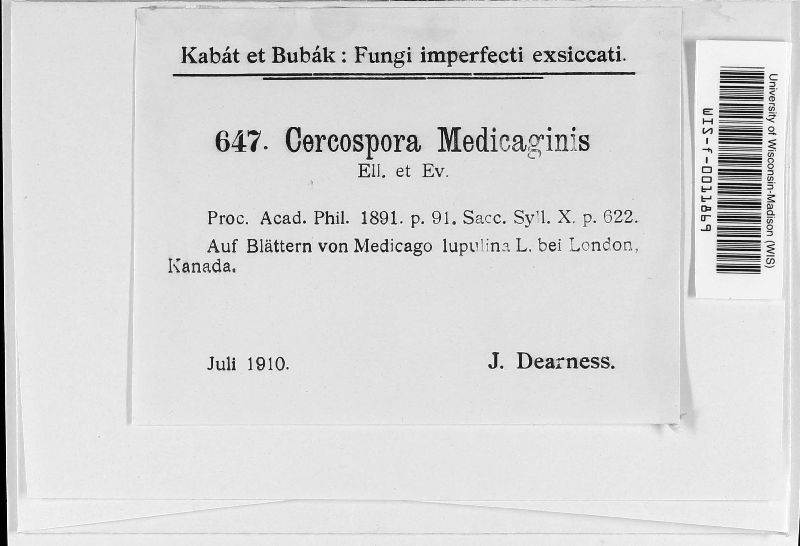 Kabát et Bubák : Fungi imperfecti exsiccati.
647. Cercospora Medicaginis
Ell. et Ev.
Proc. Acad. Phil. 1891. p. 91. Sacc. Syll. X. p. 622.
Auf Blättern von Medicago lupulina L. bei London,
Kanada.
Juli 1910.
J. Dearness.
University of Wisconsin-Madison (WIS)
WIS-f-0011869